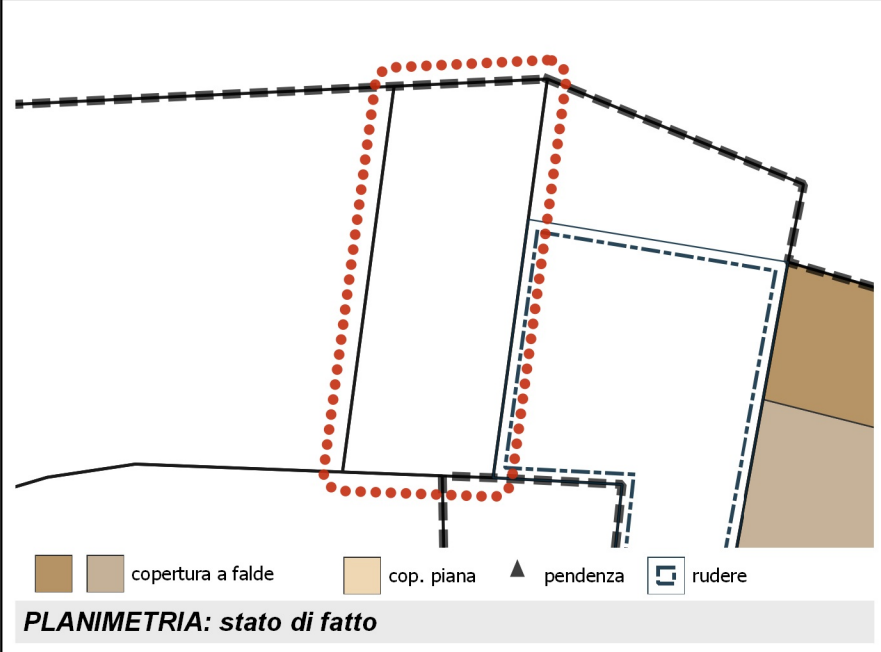 copertura a falde
cop. piana
pendenza
rudere
PLANIMETRIA: stato di fatto